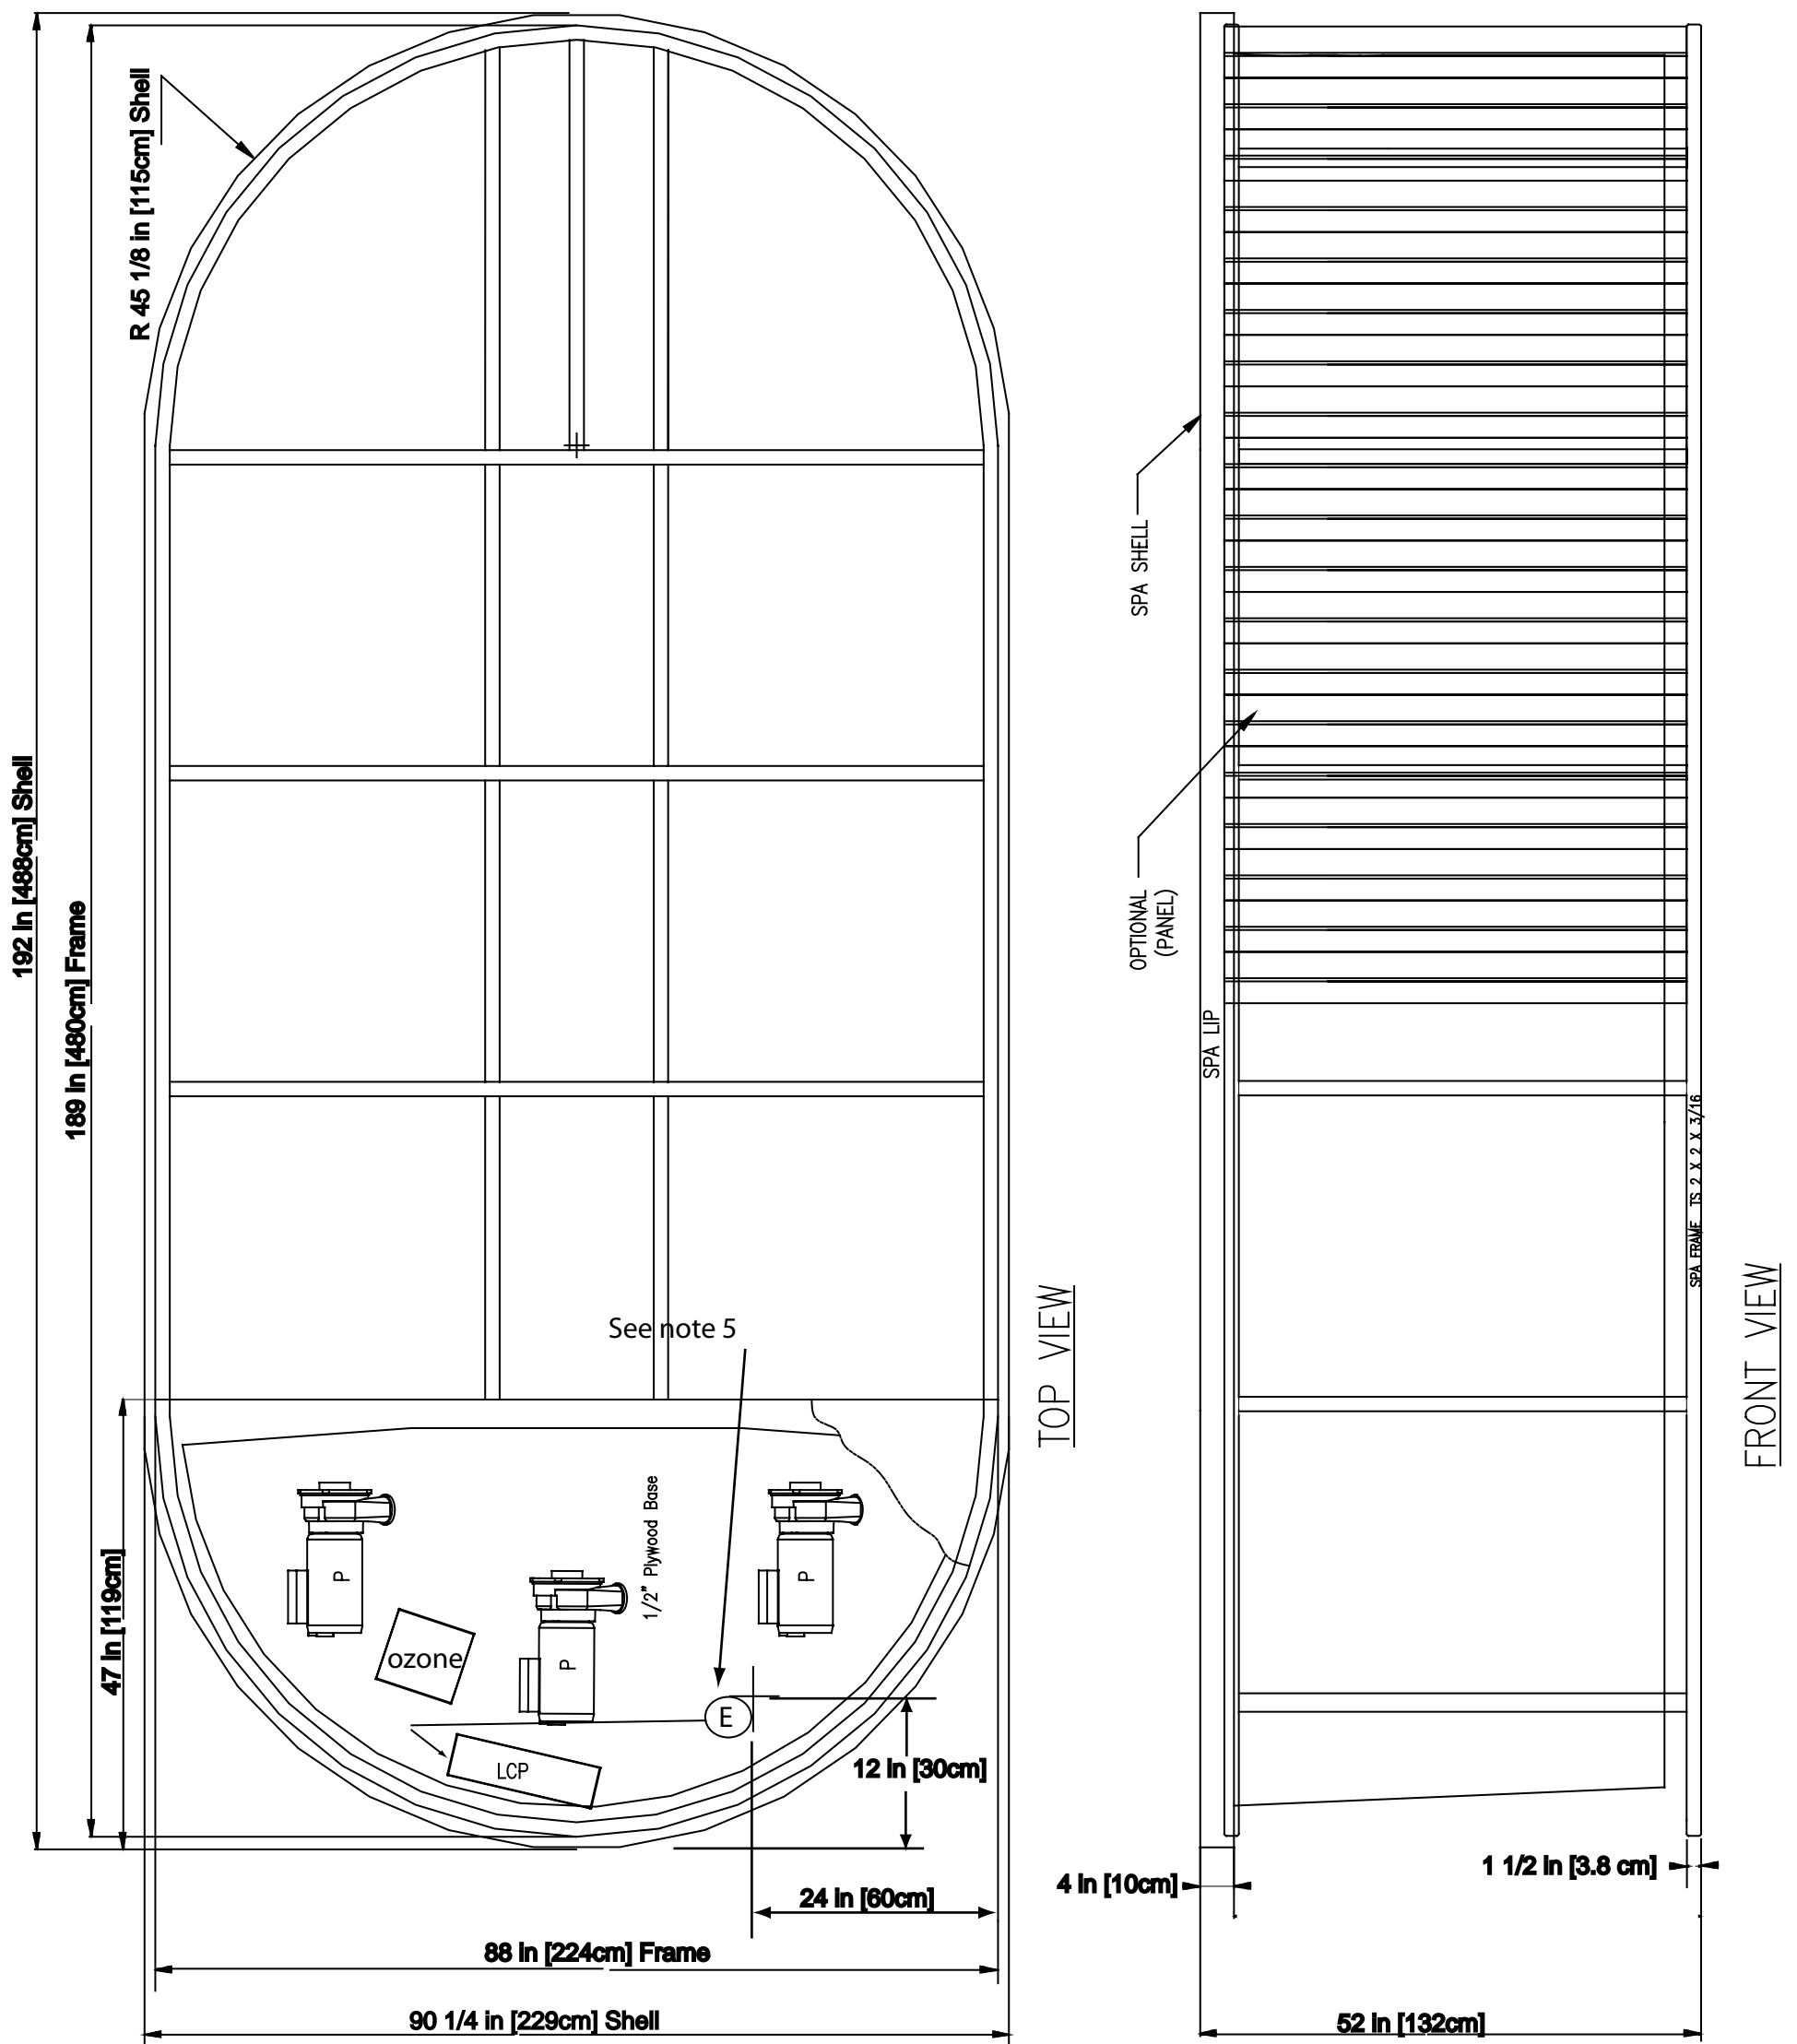 R 45 1/8 in [115cm] Shell
192 in [488cm] Shell
189 in [480cm] Frame
47 in [119cm]
See note 5
1/2" Plywood Base
P
P
P
ozone
E
LCP
12 in [30cm]
24 in [60cm]
88 in [224cm] Frame
90 1/4 in [229cm] Shell
TOP VIEW
SPA SHELL
OPTIONAL
(PANEL)
SPA LIP
SPA FRAME TS 2 X 2 X 3/16
4 in [10cm]
1 1/2 in [3.8 cm]
52 in [132cm]
FRONT VIEW